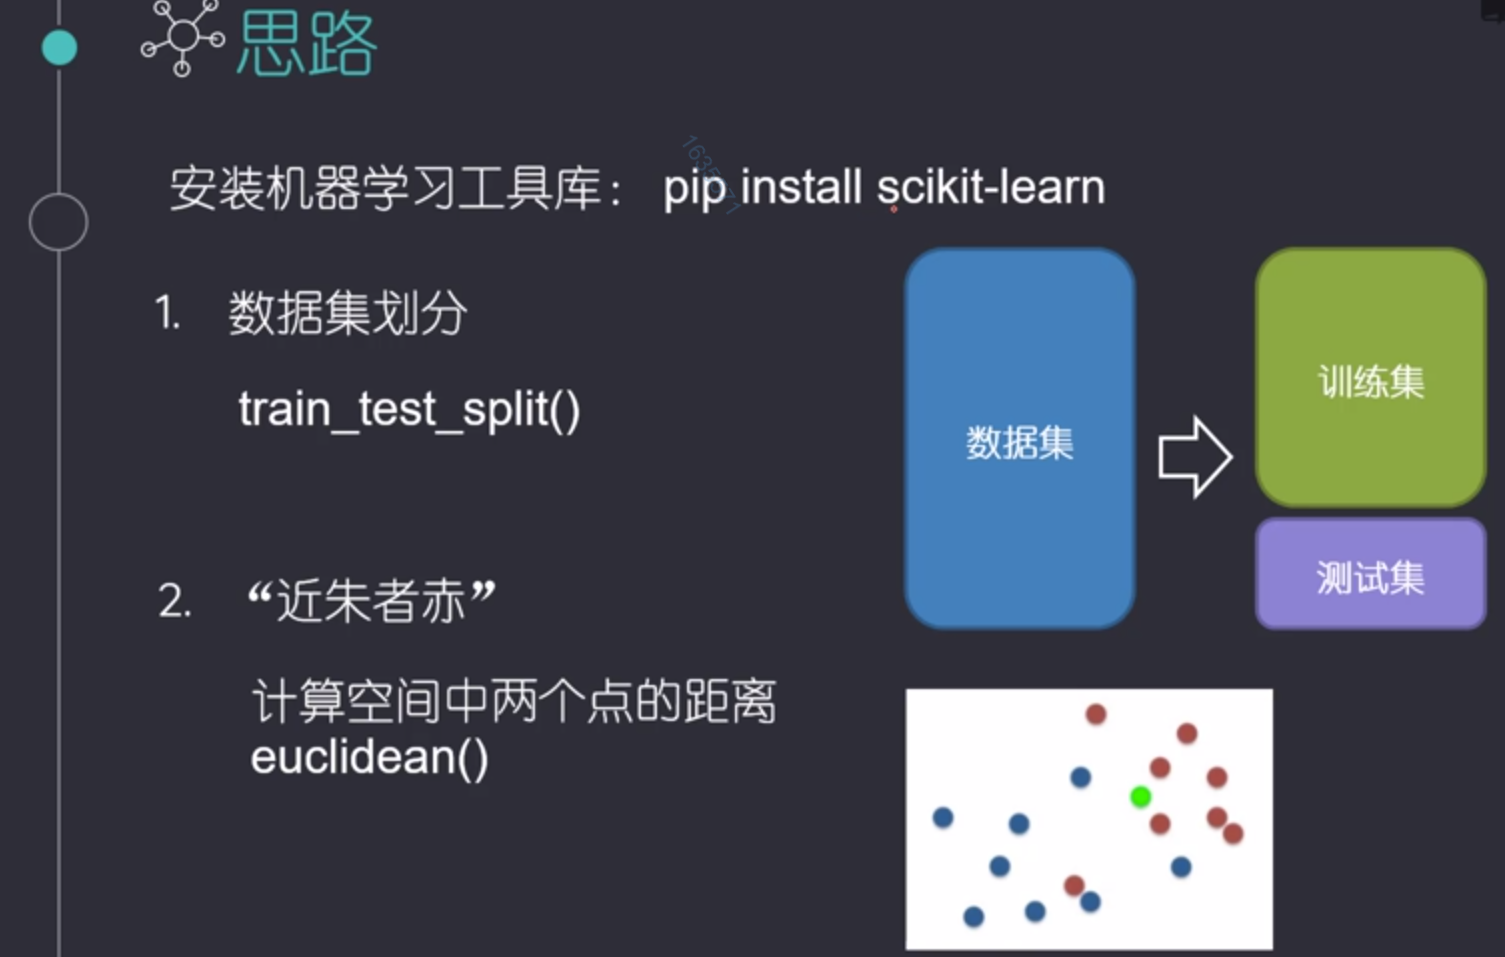 思路
安装机器学习工具库： pip install scikit-learn
1. 数据集划分
train_test_split()
数据集
训练集
测试集
2. “近朱者赤”
计算空间中两个点的距离
euclidean()